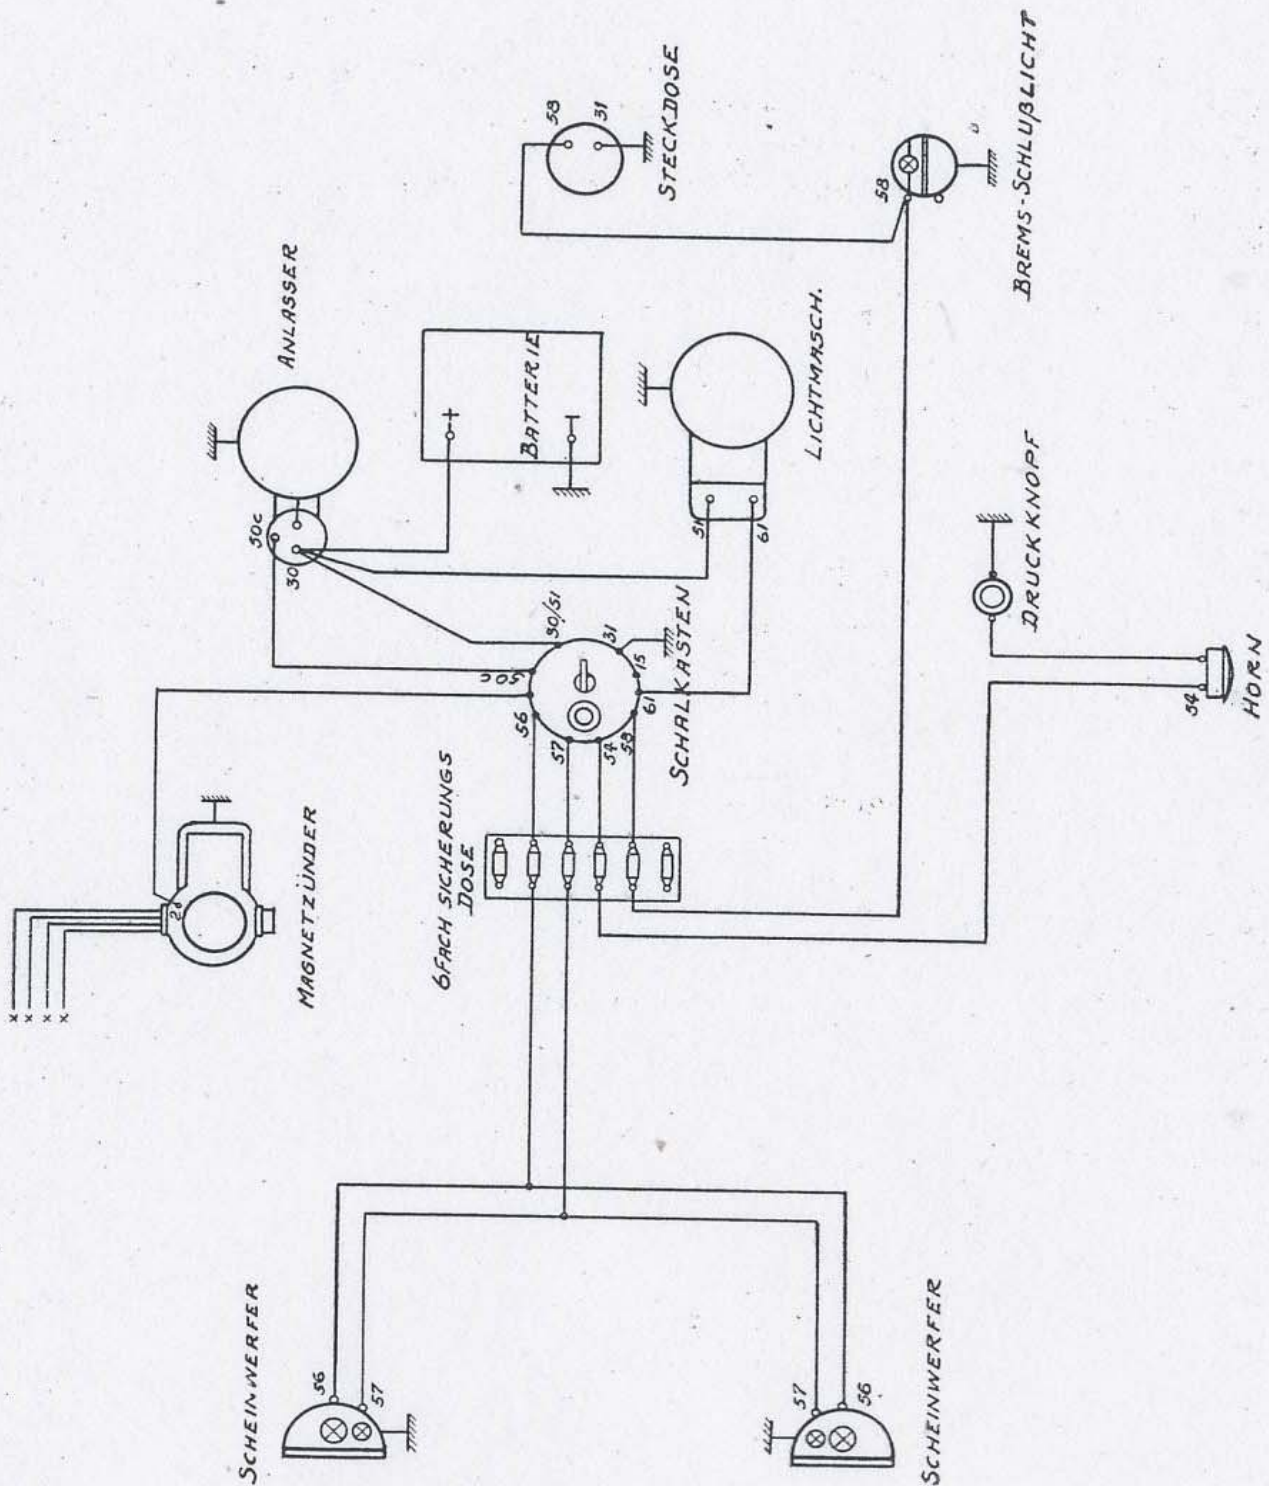 STECKDOSE
58
31
BREMS-SCHLUßLICHT
58
ANLASSER
50c
30
BATTERIE
+
-
LICHTMASCH.
51
61
DRUCKKNOPF
HORN
54
SCHALKASTEN
30/51
31
15
61
58
54
57
56
50c
MAGNETZÜNDER
2
x
x
x
x
6FACH SICHERUNGS
DOSE
SCHEINWERFER
56
57
SCHEINWERFER
57
56